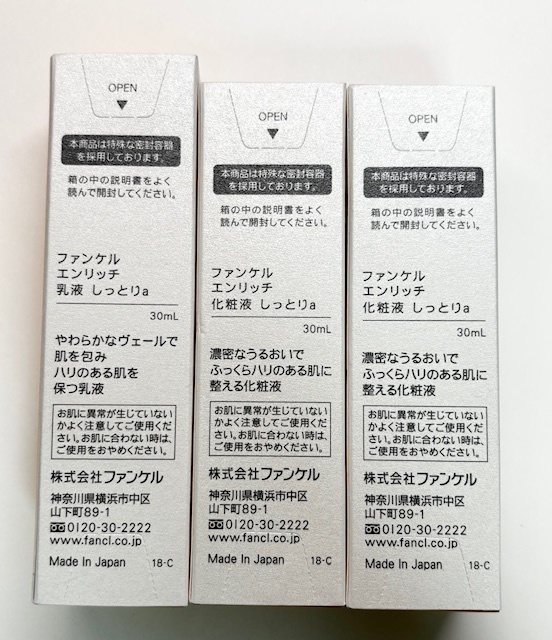 OPEN
本商品は特殊な密封容器
を採用しております。
箱の中の説明書をよく
読んで開封してください。
ファンケル
エンリッチ
乳液 しっとりa
30mL
やわらかなヴェールで
肌を包み
ハリのある肌を
保つ乳液
お肌に異常が生じていない
かよく注意してご使用くだ
さい。お肌に合わない時は、
ご使用をおやめください。
株式会社ファンケル
神奈川県横浜市中区
山下町89-1
0120-30-2222
www.fancl.co.jp
Made In Japan 18-C
OPEN
本商品は特殊な密封容器
を採用しております。
箱の中の説明書をよく
読んで開封してください。
ファンケル
エンリッチ
化粧液 しっとりa
30mL
濃密なうるおいで
ふっくらハリのある肌に
整える化粧液
お肌に異常が生じていない
かよく注意してご使用くだ
さい。お肌に合わない時は、
ご使用をおやめください。
株式会社ファンケル
神奈川県横浜市中区
山下町89-1
0120-30-2222
www.fancl.co.jp
Made In Japan 18-C
OPEN
本商品は特殊な密封容器
を採用しております。
箱の中の説明書をよく
読んで開封してください。
ファンケル
エンリッチ
化粧液 しっとりa
30mL
濃密なうるおいで
ふっくらハリのある肌に
整える化粧液
お肌に異常が生じていない
かよく注意してご使用くだ
さい。お肌に合わない時は、
ご使用をおやめください。
株式会社ファンケル
神奈川県横浜市中区
山下町89-1
0120-30-2222
www.fancl.co.jp
Made In Japan 18-C